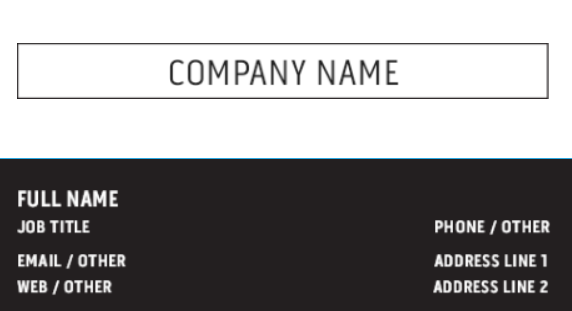 COMPANY NAME
FULL NAME
JOB TITLE
PHONE / OTHER
EMAIL / OTHER
ADDRESS LINE 1
WEB / OTHER
ADDRESS LINE 2